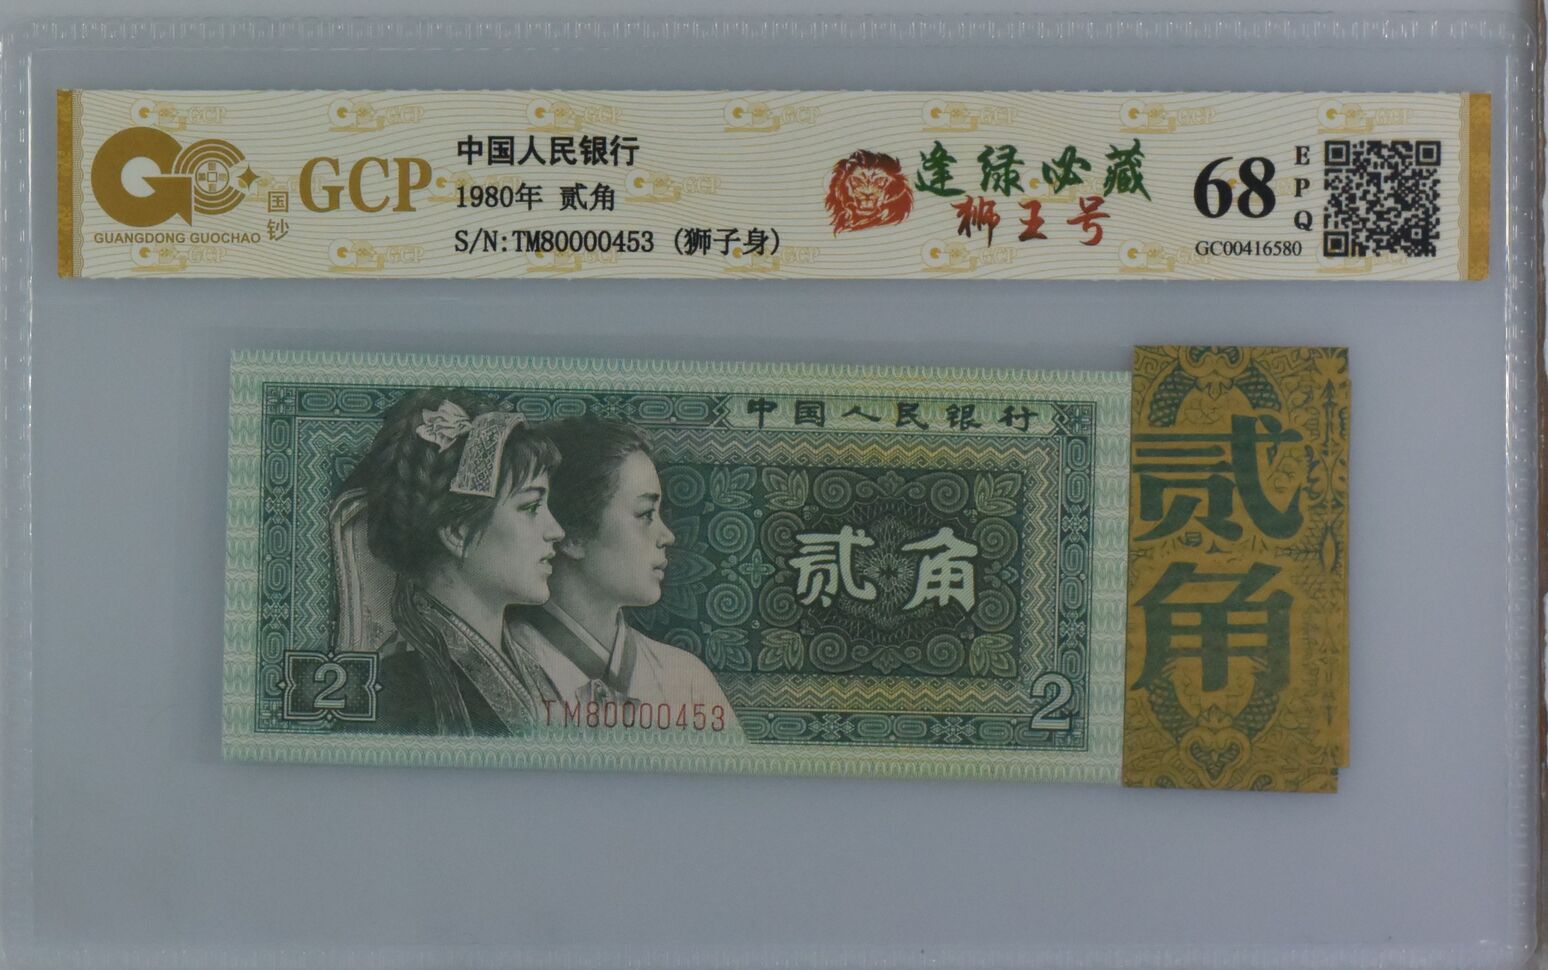 GCP
国钞
GUANGDONG GUOCHAO
中国人民银行
1980年 贰角
S/N:TM80000453 (狮子身)
逢绿必藏
狮王号
68
EPQ
GC00416580
中国人民银行
贰角
2
TM80000453
2
贰角